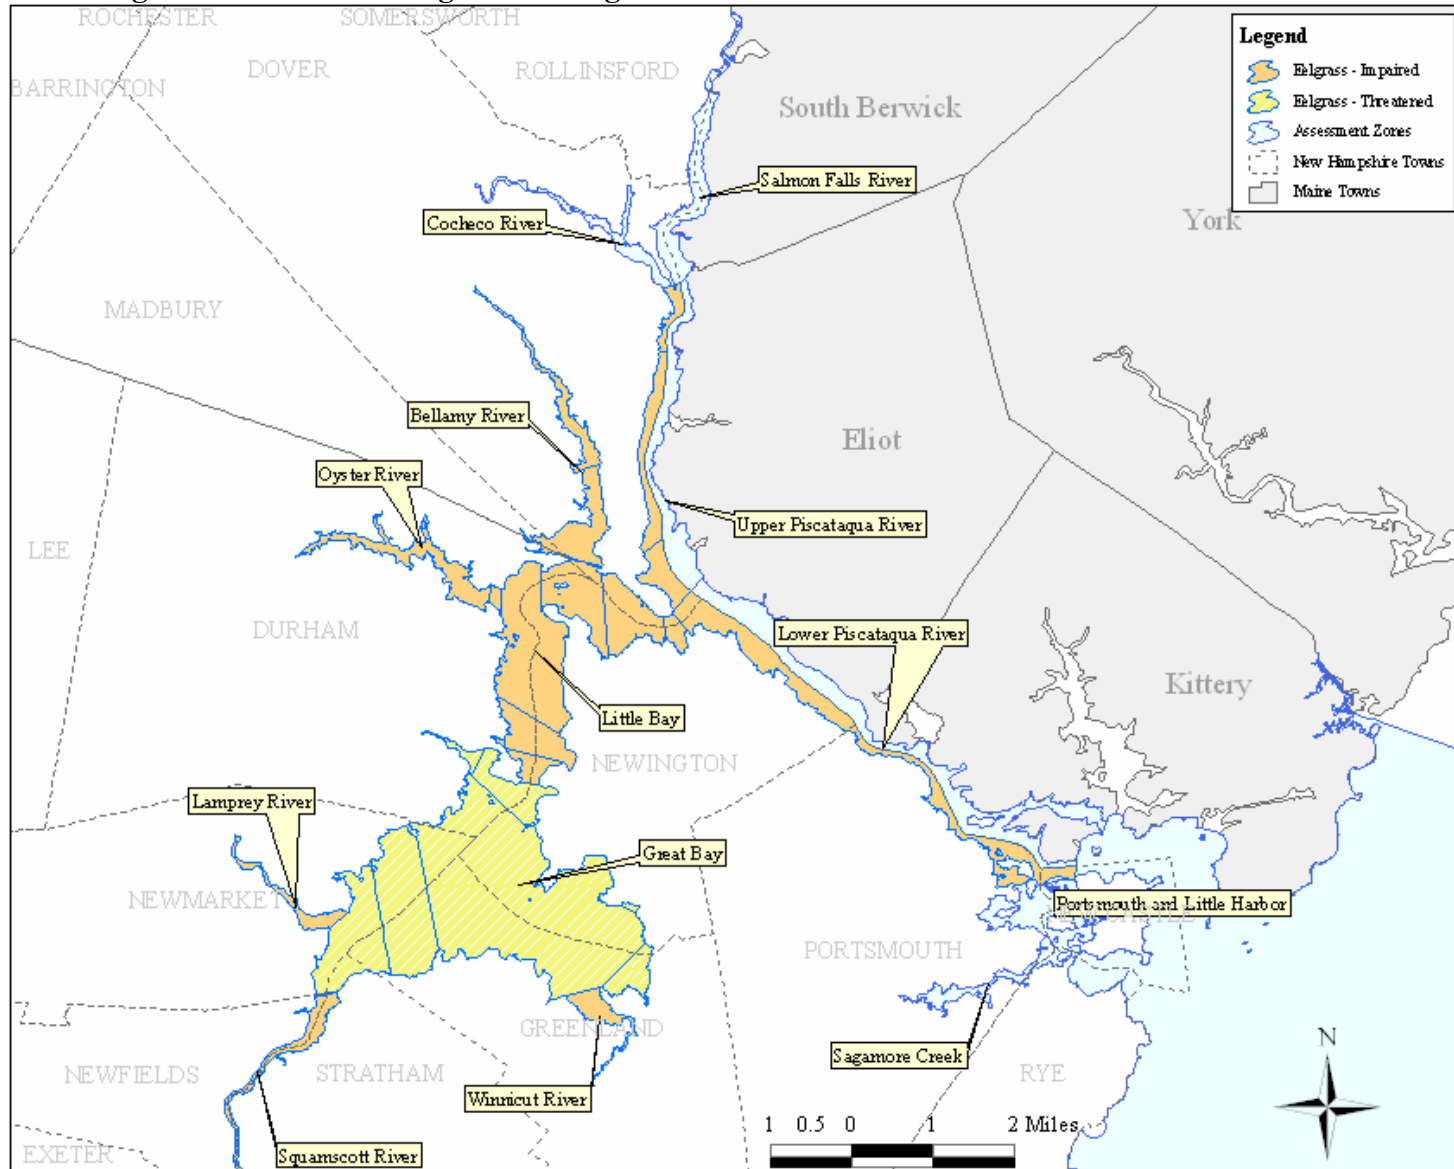 ROCHESTER
SOMERSWORTH
DOVER
ROLLINSFORD
BARRINGTON
South Berwick
Legend
Eelgrass - Impaired
Eelgrass - Threatened
Assessment Zones
New Hampshire Towns
Maine Towns
Salmon Falls River
Cocheco River
York
MADBURY
Bellamy River
Eliot
Oyster River
Upper Piscataqua River
LEE
DURHAM
Lower Piscataqua River
Kittery
Little Bay
NEWINGTON
Lamprey River
Great Bay
NEWMARKET
Portsmouth and Little Harbor
NEW CASTLE
PORTSMOUTH
GREENLAND
N
Sagamore Creek
NEWFIELDS
STRATHAM
RYE
Winnicut River
1 0.5 0 1 2 Miles
EXETER
Squamscott River